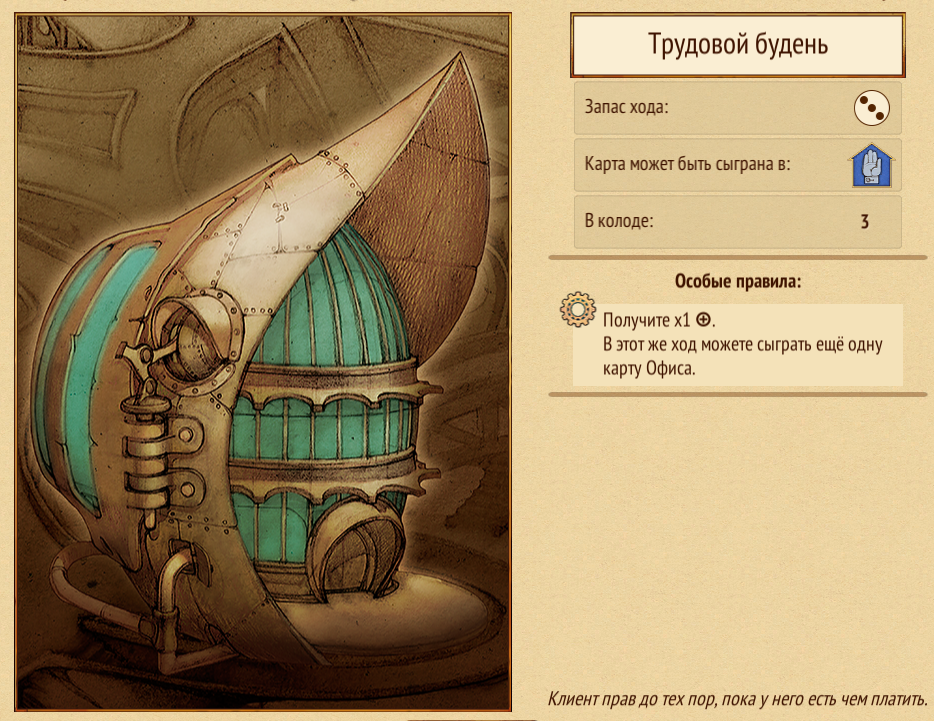 Трудовой будень
Запас хода:
Карта может быть сыграна в:
В колоде: 3
Особые правила:
Получите x1 ⊕.
В этот же ход можете сыграть ещё одну
карту Офиса.
Клиент прав до тех пор, пока у него есть чем платить.